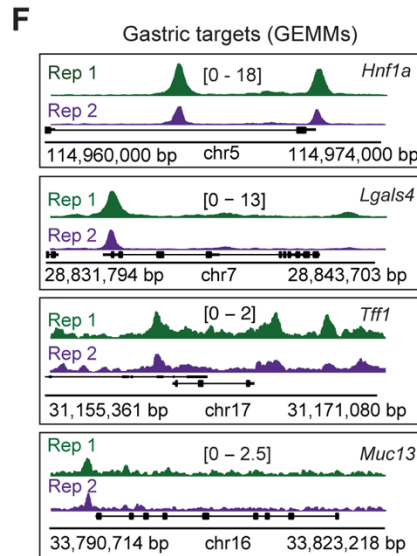 F
Gastric targets (GEMMs)
Rep 1 [0 - 18] Hnf1a
Rep 2
114,960,000 bp chr5 114,974,000 bp
Rep 1 [0 – 13] Lgals4
Rep 2
28,831,794 bp chr7 28,843,703 bp
Rep 1 [0 – 2] Tff1
Rep 2
31,155,361 bp chr17 31,171,080 bp
Rep 1 [0 – 2.5] Muc13
Rep 2
33,790,714 bp chr16 33,823,218 bp